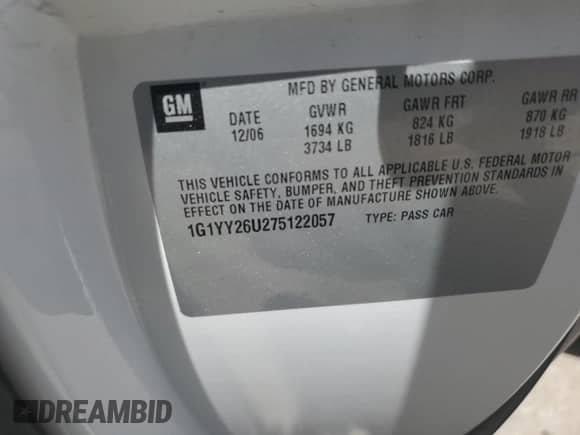 MFD BY GENERAL MOTORS CORP.
GM
DATE GVWR GAWR FRT GAWR RR
12/06 1694 KG 824 KG 870 KG
3734 LB 1816 LB 1918 LB
THIS VEHICLE CONFORMS TO ALL APPLICABLE U.S. FEDERAL MOTOR
VEHICLE SAFETY, BUMPER, AND THEFT PREVENTION STANDARDS IN
EFFECT ON THE DATE OF MANUFACTURE SHOWN ABOVE.
1G1YY26U275122057 TYPE: PASS CAR
DREAMBID